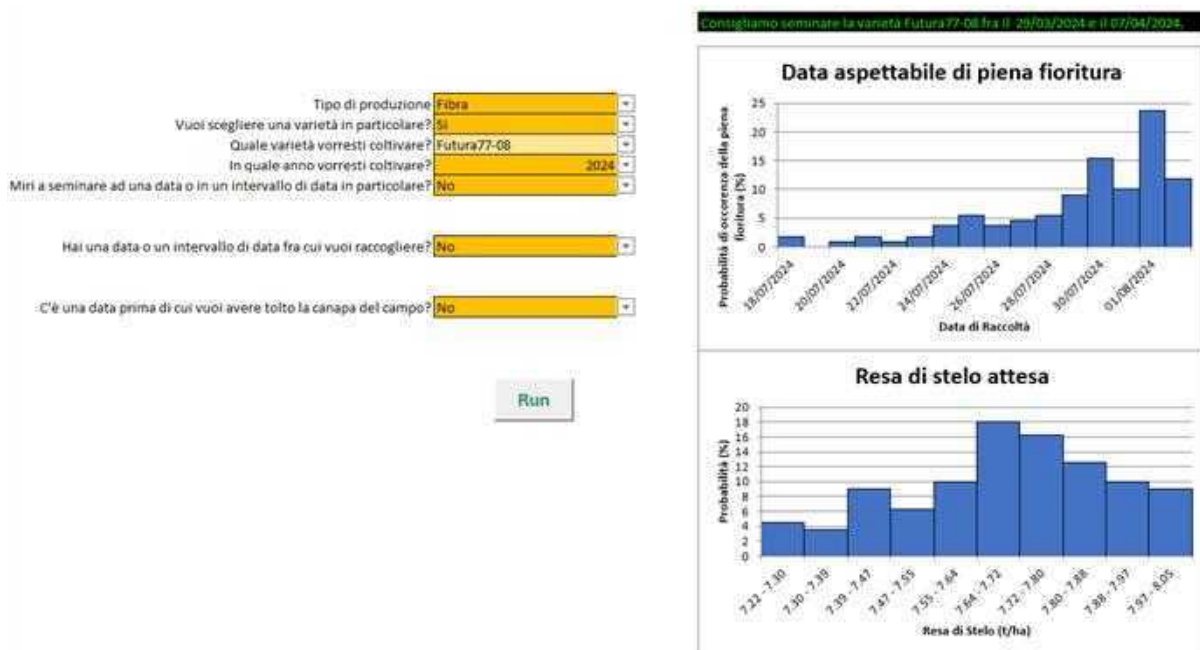 Consigliamo seminare la varietà Futura77-08 fra il 29/03/2024 e il 07/04/2024.
Tipo di produzione Fibra
Vuoi scegliere una varietà in particolare? Si
Quale varietà vorresti coltivare? Futura77-08
In quale anno vorresti coltivare? 2024
Miri a seminare ad una data o in un intervallo di data in particolare? No
Hai una data o un intervallo di data fra cui vuoi raccogliere? No
C'è una data prima di cui vuoi avere tolto la canapa del campo? No
Run
Data aspettabile di piena fioritura
Probabilità di occorenza della piena
fioritura (%)
25
20
15
10
5
0
18/07/2024
20/07/2024
22/07/2024
24/07/2024
26/07/2024
28/07/2024
30/07/2024
01/08/2024
Data di Raccoltà
Resa di stelo attesa
Probabilità (%)
20
18
16
14
12
10
8
6
4
2
0
7.22 - 7.30
7.30 - 7.39
7.39 - 7.47
7.47 - 7.55
7.55 - 7.64
7.64 - 7.72
7.72 - 7.80
7.80 - 7.88
7.88 - 7.97
7.97 - 8.05
Resa di Stelo (t/ha)